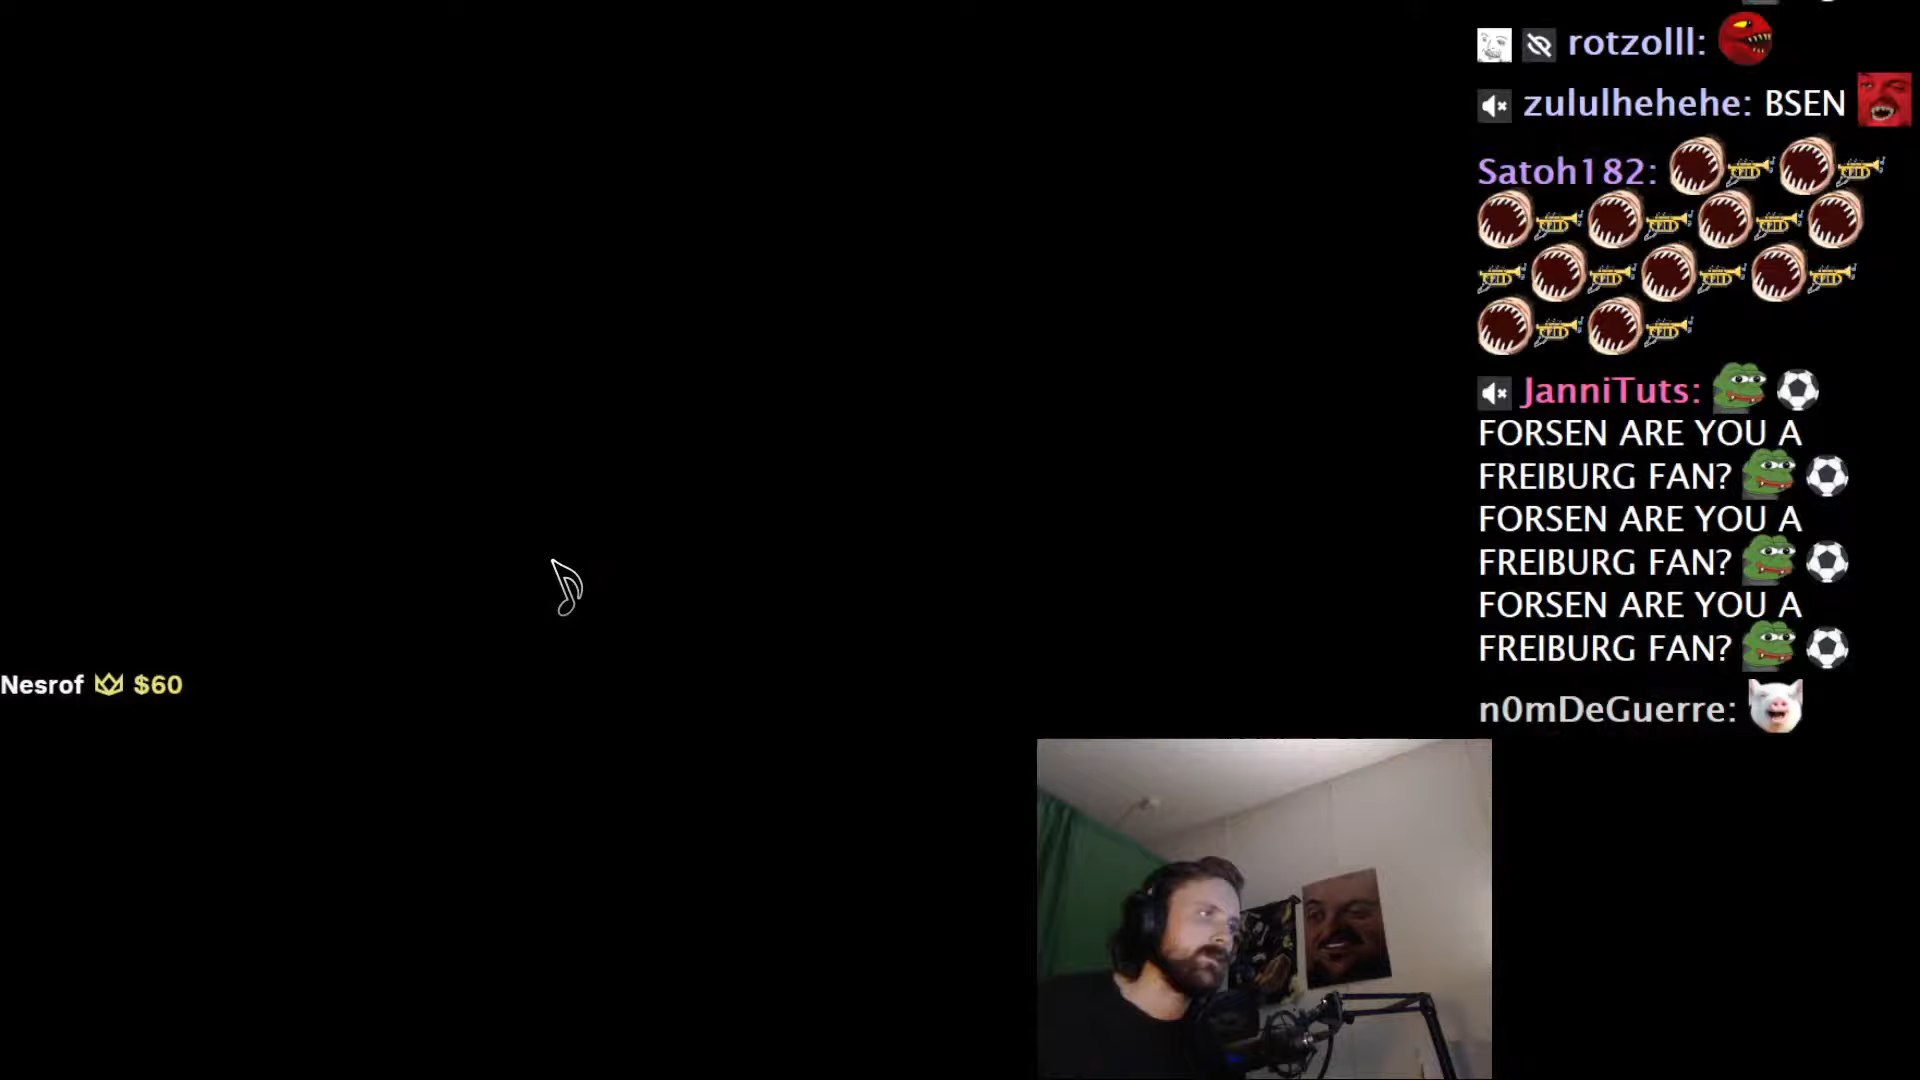 rotzolll:
zululhehehe: BSEN
Satoh182:
JanniTuts:
FORSEN ARE YOU A
FREIBURG FAN?
FORSEN ARE YOU A
FREIBURG FAN?
FORSEN ARE YOU A
FREIBURG FAN?
n0mDeGuerre:
Nesrof $60